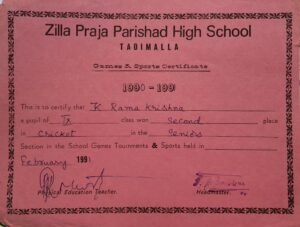 Zilla Praja Parishad High School
TADIMALLA
Games & Sports Certificate
1990 - 199
This is to certify that K Rama Krishna
a pupil of IX class won second place
in cricket in the Seniors
Section in the School Games Tournments & Sports held in
February 1991
Physical Education Teacher. Headmaster.